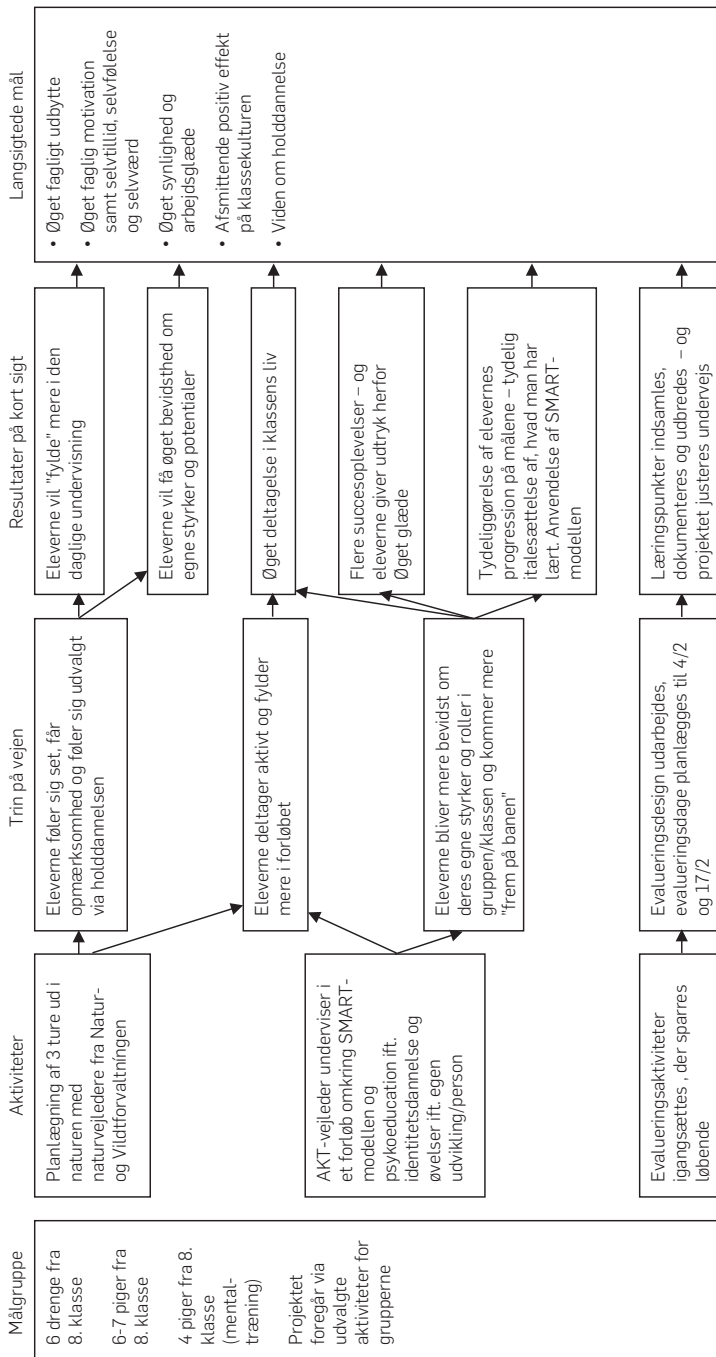 Målgruppe
6 drenge fra
8. klasse
6-7 piger fra
8. klasse
4 piger fra 8.
klasse
(mental-
træning)
Projektet
foregår via
udvalgte
aktiviteter for
grupperne
Aktiviteter
Planlægning af 3 ture ud i
naturen med
naturvejledere fra Natur-
og Vildtforvaltningen
AKT-vejleder underviser i
et forløb omkring SMART-
modellen og
psykoeducation ift.
identitetsdannelse og
øvelser ift. egen
udvikling/person
Evalueringsaktiviteter
igangsættes , der sparres
løbende
Trin på vejen
Eleverne føler sig set, får
opmærksomhed og føler sig udvalgt
via holddannelsen
Eleverne deltager aktivt og fylder
mere i forløbet
Eleverne bliver mere bevidst om
deres egne styrker og roller i
gruppen/klassen og kommer mere
"frem på banen"
Evalueringsdesign udarbejdes,
evalueringsdage planlægges til 4/2
og 17/2
Resultater på kort sigt
Eleverne vil "fylde" mere i den
daglige undervisning
Eleverne vil få øget bevidsthed om
egne styrker og potentialer
Øget deltagelse i klassens liv
Flere succesoplevelser – og
eleverne giver udtryk herfor
Øget glæde
Tydeliggørelse af elevernes
progression på målene – tydelig
italesættelse af, hvad man har
lært. Anvendelse af SMART-
modellen
Læringspunkter indsamles,
dokumenteres og udbredes – og
projektet justeres undervejs
Langsigtede mål
• Øget fagligt udbytte
• Øget faglig motivation
samt selvtillid, selvfølelse
og selvværd
• Øget synlighed og
arbejdsglæde
• Afsmittende positiv effekt
på klassekulturen
• Viden om holddannelse